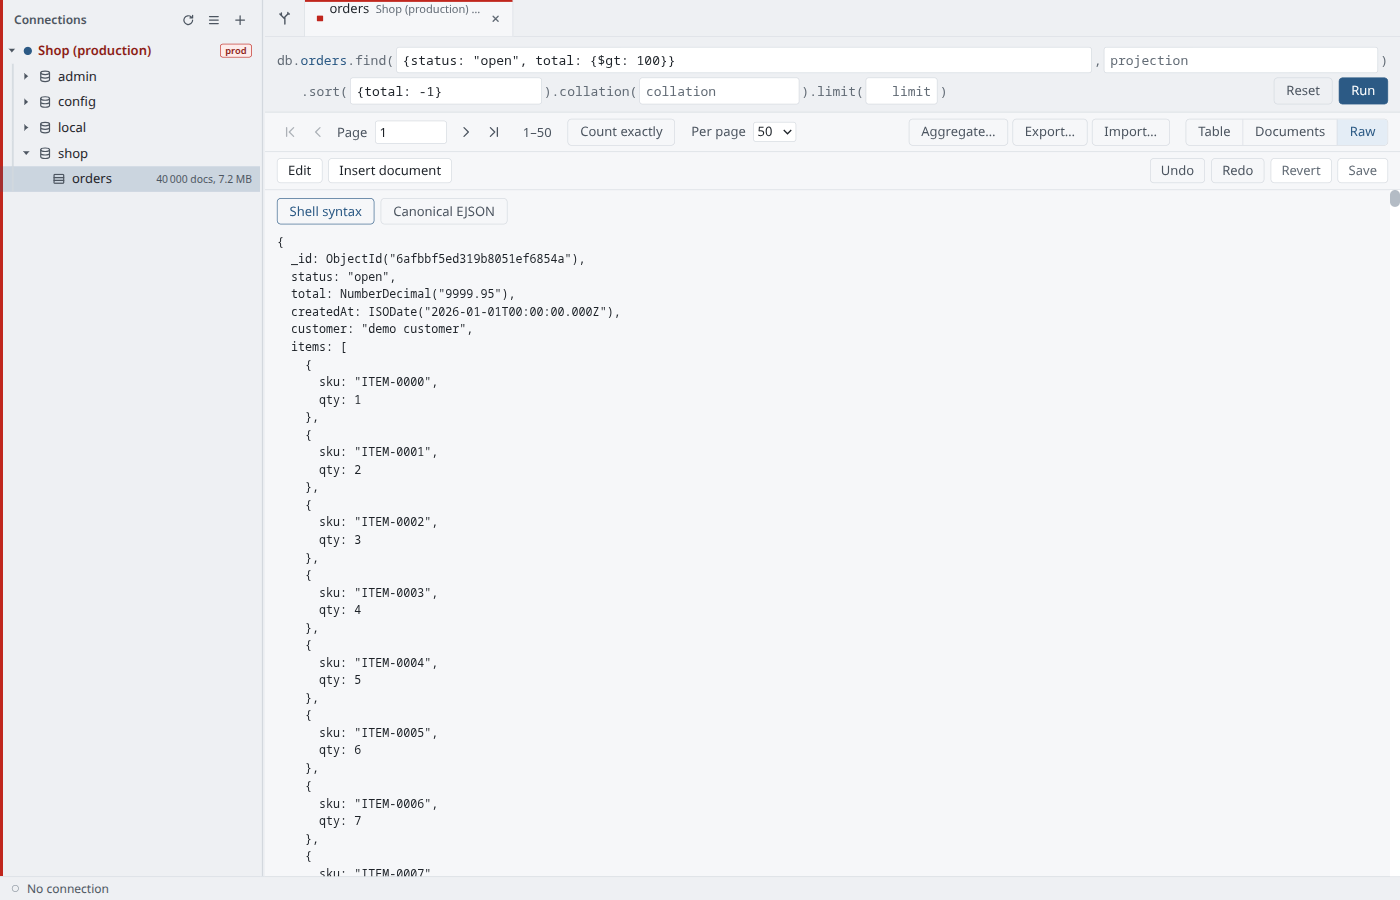 Connections
Shop (production) prod
admin
config
local
shop
orders 40 000 docs, 7.2 MB
orders Shop (production) ... ×
db.orders.find( {status: "open", total: {$gt: 100}} , projection )
.sort( {total: -1} ).collation( collation ).limit( limit )
Reset Run
Page 1 1–50 Count exactly Per page 50 Aggregate... Export... Import... Table Documents Raw
Edit Insert document Undo Redo Revert Save
Shell syntax Canonical EJSON
{
_id: ObjectId("6afbbf5ed319b8051ef6854a"),
status: "open",
total: NumberDecimal("9999.95"),
createdAt: ISODate("2026-01-01T00:00:00.000Z"),
customer: "demo customer",
items: [
{
sku: "ITEM-0000",
qty: 1
},
{
sku: "ITEM-0001",
qty: 2
},
{
sku: "ITEM-0002",
qty: 3
},
{
sku: "ITEM-0003",
qty: 4
},
{
sku: "ITEM-0004",
qty: 5
},
{
sku: "ITEM-0005",
qty: 6
},
{
sku: "ITEM-0006",
qty: 7
},
{
sku: "ITEM-0007"
No connection